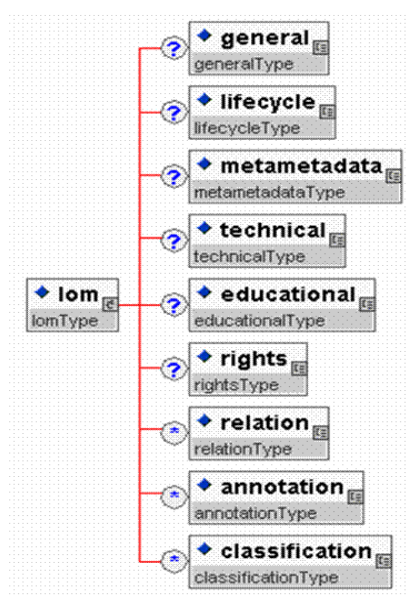 ? general
generalType
? lifecycle
lifecycleType
? metametadata
metametadataType
? technical
technicalType
lom
lomType
? educational
educationalType
? rights
rightsType
* relation
relationType
* annotation
annotationType
* classification
classificationType